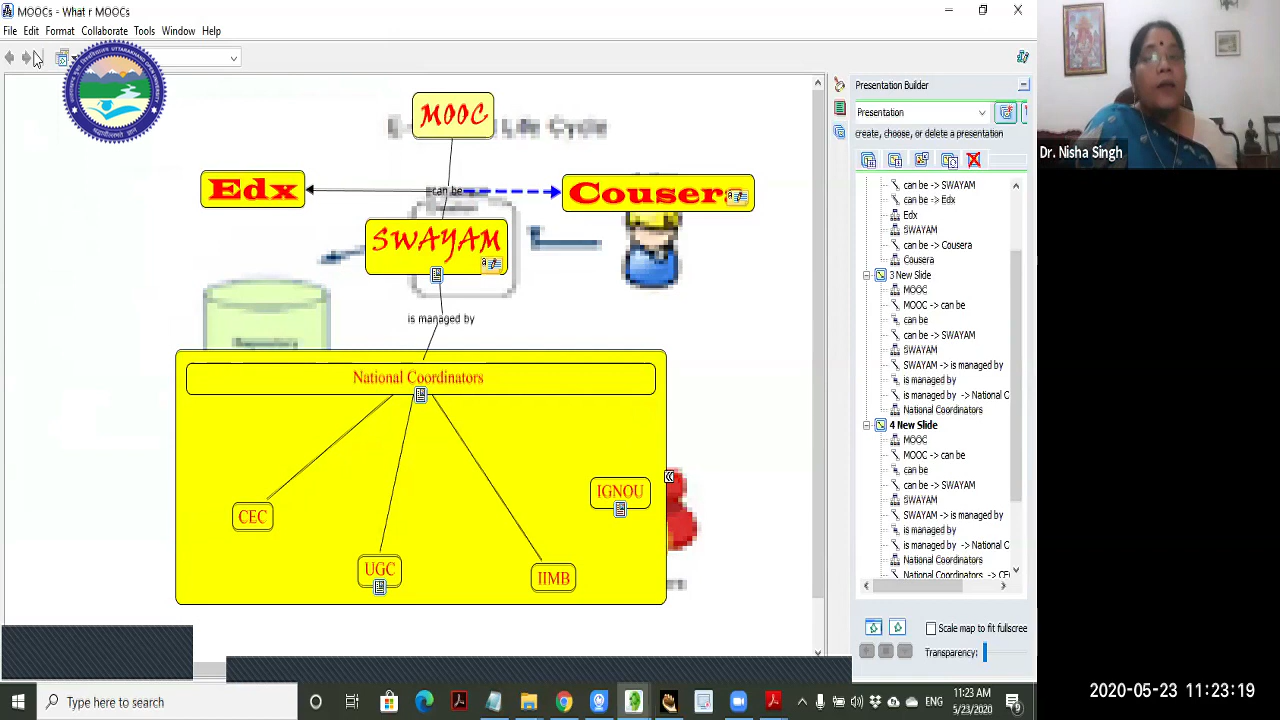 MOOCs - What r MOOCs
File Edit Format Collaborate Tools Window Help
MOOC
Life Cycle
Edx
can be
Cousera
SWAYAM
is managed by
National Coordinators
CEC
UGC
IIMB
IGNOU
Presentation Builder
Presentation
create, choose, or delete a presentation
can be -> SWAYAM
can be -> Edx
Edx
SWAYAM
can be -> Cousera
Cousera
3 New Slide
MOOC
MOOC -> can be
can be
can be -> SWAYAM
SWAYAM
SWAYAM -> is managed by
is managed by
is managed by -> National C
National Coordinators
4 New Slide
MOOC
MOOC -> can be
can be
can be -> SWAYAM
SWAYAM
SWAYAM -> is managed by
is managed by
is managed by -> National C
National Coordinators
National Coordinators -> CE
Scale map to fit fullscree
Transparency:
Dr. Nisha Singh
Type here to search
ENG
11:23 AM
5/23/2020
2020-05-23 11:23:19